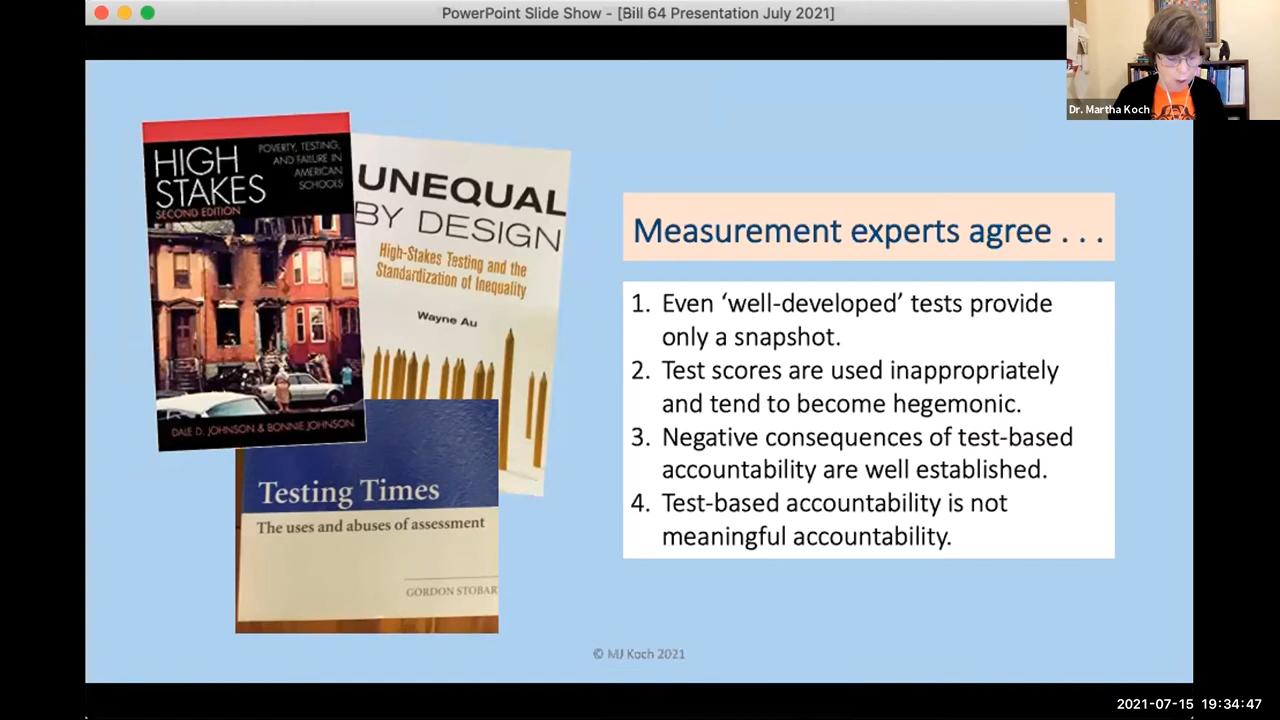 PowerPoint Slide Show - [Bill 64 Presentation July 2021]
Dr. Martha Koch
HIGH
STAKES
SECOND EDITION
POVERTY, TESTING,
AND FAILURE IN
AMERICAN
SCHOOLS
DALE D. JOHNSON & BONNIE JOHNSON
UNEQUAL
BY DESIGN
High-Stakes Testing and the
Standardization of Inequality
Wayne Au
Testing Times
The uses and abuses of assessment
GORDON STOBAR
Measurement experts agree . . .
1. Even ‘well-developed’ tests provide
only a snapshot.
2. Test scores are used inappropriately
and tend to become hegemonic.
3. Negative consequences of test-based
accountability are well established.
4. Test-based accountability is not
meaningful accountability.
© MJ Koch 2021
2021-07-15 19:34:47